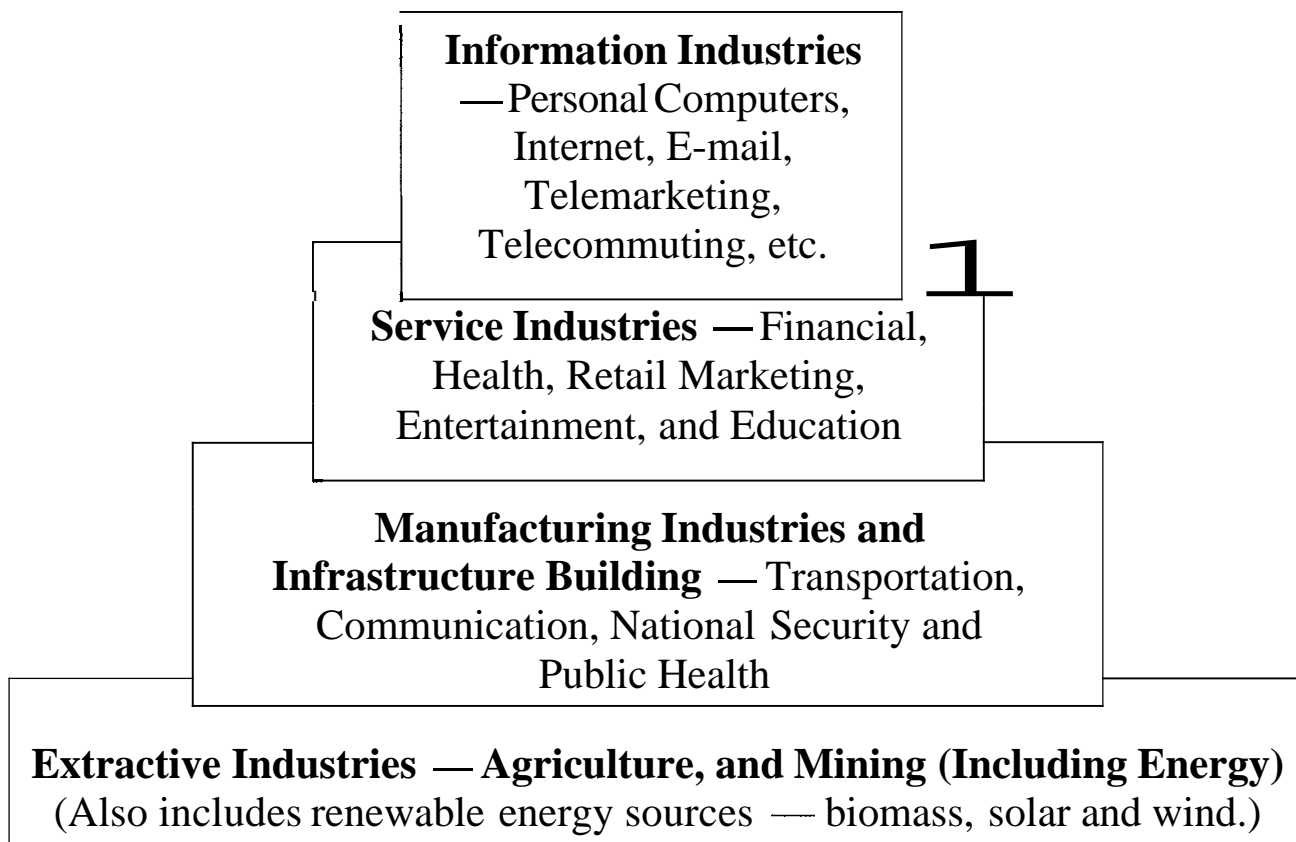 Information Industries
— Personal Computers,
Internet, E-mail,
Telemarketing,
Telecommuting, etc.
1
Service Industries — Financial,
Health, Retail Marketing,
Entertainment, and Education
Manufacturing Industries and
Infrastructure Building — Transportation,
Communication, National Security and
Public Health
Extractive Industries — Agriculture, and Mining (Including Energy)
(Also includes renewable energy sources — biomass, solar and wind.)